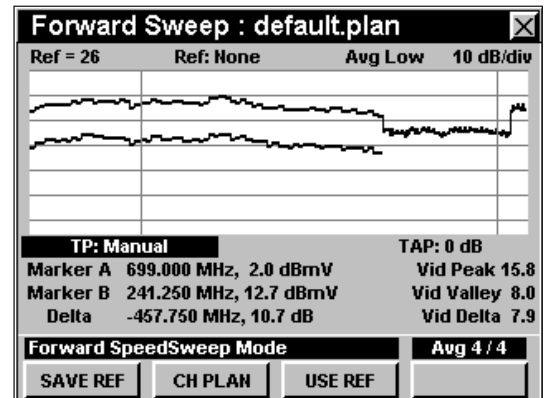 Forward Sweep : default.plan
Ref = 26 Ref: None Avg Low 10 dB/div
TP: Manual TAP: 0 dB
Marker A 699.000 MHz, 2.0 dBmV Vid Peak 15.8
Marker B 241.250 MHz, 12.7 dBmV Vid Valley 8.0
Delta -457.750 MHz, 10.7 dB Vid Delta 7.9
Forward SpeedSweep Mode Avg 4 / 4
SAVE REF CH PLAN USE REF